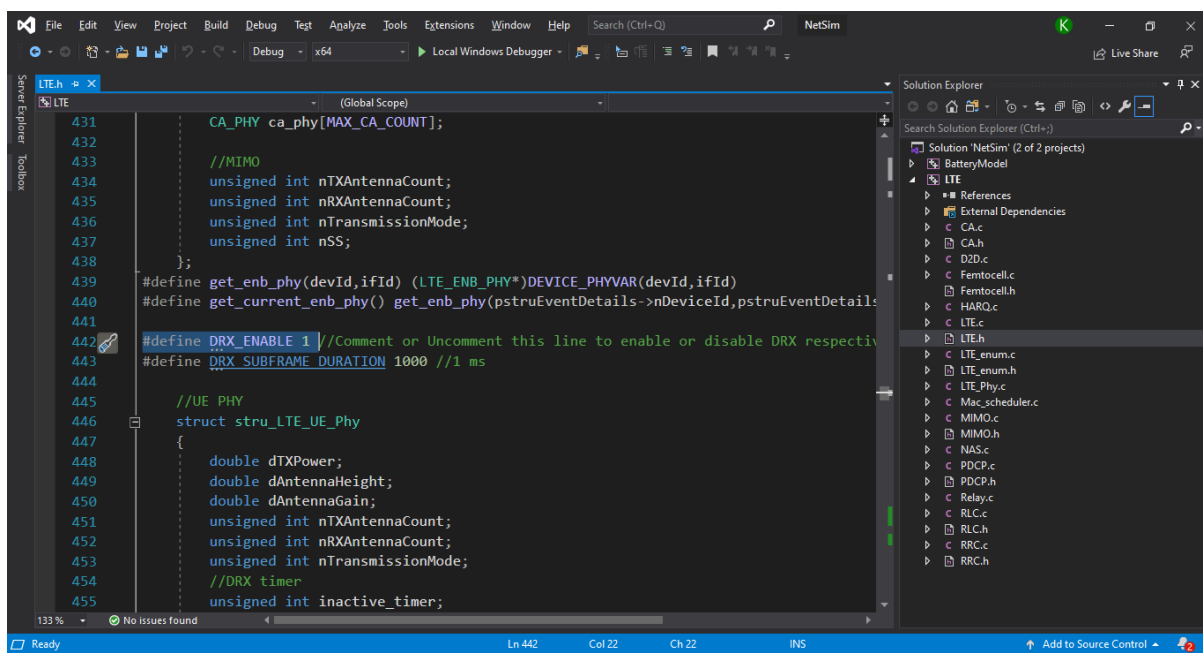 File Edit View Project Build Debug Test Analyze Tools Extensions Window Help Search (Ctrl+Q) NetSim K
Debug x64 Local Windows Debugger Live Share
Server Explorer
Toolbox
LTE.h
LTE (Global Scope)
431 CA_PHY ca_phy[MAX_CA_COUNT];
432
433 //MIMO
434 unsigned int nTXAntennaCount;
435 unsigned int nRXAntennaCount;
436 unsigned int nTransmissionMode;
437 unsigned int nSS;
438 };
439 #define get_enb_phy(devId,ifId) (LTE_ENB_PHY*)DEVICE_PHYVAR(devId,ifId)
440 #define get_current_enb_phy() get_enb_phy(pstruEventDetails->nDeviceId,pstruEventDetails
441
442 #define DRX_ENABLE 1 //Comment or Uncomment this line to enable or disable DRX respectiv
443 #define DRX_SUBFRAME_DURATION 1000 //1 ms
444
445 //UE PHY
446 struct stru_LTE_UE_Phy
447 {
448 double dTXPower;
449 double dAntennaHeight;
450 double dAntennaGain;
451 unsigned int nTXAntennaCount;
452 unsigned int nRXAntennaCount;
453 unsigned int nTransmissionMode;
454 //DRX timer
455 unsigned int inactive_timer;
133 % No issues found
Solution Explorer
Search Solution Explorer (Ctrl+;)
Solution 'NetSim' (2 of 2 projects)
BatteryModel
LTE
References
External Dependencies
CA.c
CA.h
D2D.c
Femtocell.c
Femtocell.h
HARQ.c
LTE.c
LTE.h
LTE_enum.c
LTE_enum.h
LTE_Phy.c
Mac_scheduler.c
MIMO.c
MIMO.h
NAS.c
PDCP.c
PDCP.h
Relay.c
RLC.c
RLC.h
RRC.c
RRC.h
Ready Ln 442 Col 22 Ch 22 INS Add to Source Control 2